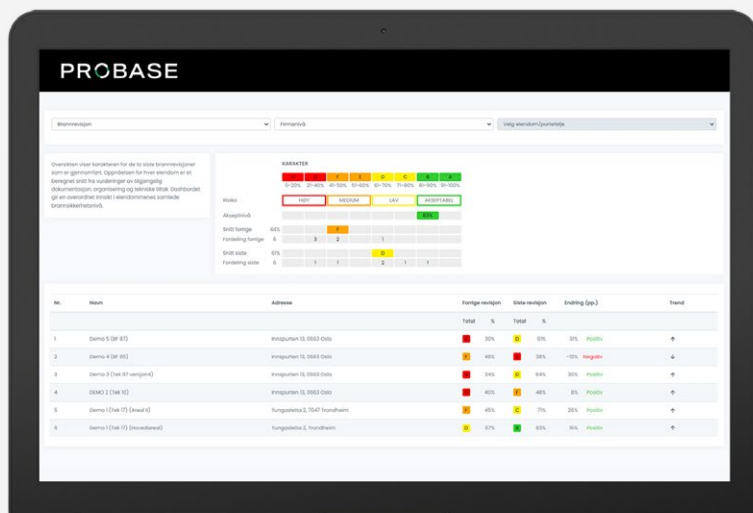 PROBASE
Brannrevisjon
Firmanivå
Velg eiendom/portefølje
Oversikten viser karakteren for de to siste brannrevisjoner
som er gjennomført. Oppnåelsen for hver eiendom er et
beregnet snitt fra vurderinger av tilgjengelig
dokumentasjon, organisering og tekniske tiltak. Dashbordet
gir en overordnet innsikt i eiendommenes samlede
brannsikkerhetsnivå.
KARAKTER
F E D C B A
0-20% 21-40% 41-50% 51-60% 61-70% 71-80% 81-90% 91-100%
Risiko HØY MEDIUM LAV AKSEPTABEL
Akseptnivå 83%
Snitt forrige 44% F
Fordeling forrige 6 3 2 1
Snitt siste 61% D
Fordeling siste 6 1 1 2 1 1
Nr. Navn Adresse Forrige revisjon Siste revisjon Endring (pp.) Trend
Total % Total %
1 Demo 5 (BF 87) Innspurten 13, 0663 Oslo 30% D 61% 31% Positiv ↑
2 Demo 4 (BF 85) Innspurten 13, 0663 Oslo F 38% Negativ ↓
3 Demo 3 (Tek 97 versjon4) Innspurten 13, 0663 Oslo 34% D 64% 30% Positiv ↑
4 DEMO 2 (TEK 10) Innspurten 13, 0663 Oslo 40% F 48% 8% Positiv ↑
5 Demo 1 (Tek 17) (Areal II) Tungasletta 2, 7047 Trondheim F 45% C 71% 26% Positiv ↑
6 Demo 1 (Tek 17) (Hovedareal) Tungasletta 2, Trondheim D 67% B 83% 16% Positiv ↑